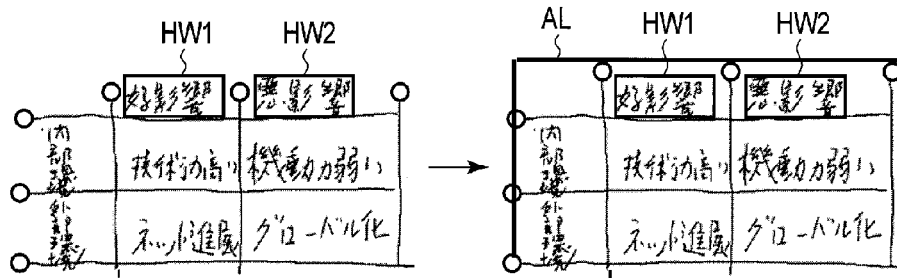 HW1 HW2
好影響 悪影響
内部環境 技術力高い 機動力弱い
外部環境 ネット進展 グローバル化
AL HW1 HW2
好影響 悪影響
内部環境 技術力高い 機動力弱い
外部環境 ネット進展 グローバル化